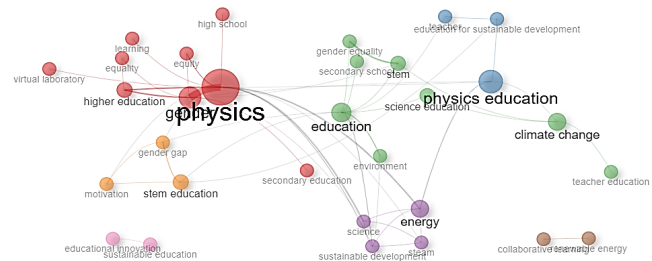 high school
teacher
education for sustainable development
learning
gender equality
equality
equity
secondary school
stem
virtual laboratory
higher education
gender
physics
science education
physics education
education
climate change
gender gap
environment
motivation
stem education
secondary education
teacher education
science
energy
educational innovation
sustainable education
sustainable development
steam
collaborative learning
renewable energy